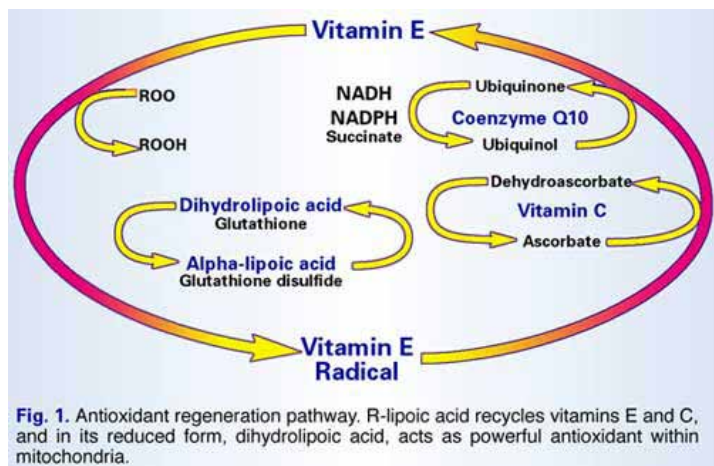 Vitamin E
ROO
ROOH
NADH
NADPH
Succinate
Ubiquinone
Coenzyme Q10
Ubiquinol
Dihydrolipoic acid
Glutathione
Alpha-lipoic acid
Glutathione disulfide
Dehydroascorbate
Vitamin C
Ascorbate
Vitamin E
Radical
Fig. 1. Antioxidant regeneration pathway. R-lipoic acid recycles vitamins E and C,
and in its reduced form, dihydrolipoic acid, acts as powerful antioxidant within
mitochondria.